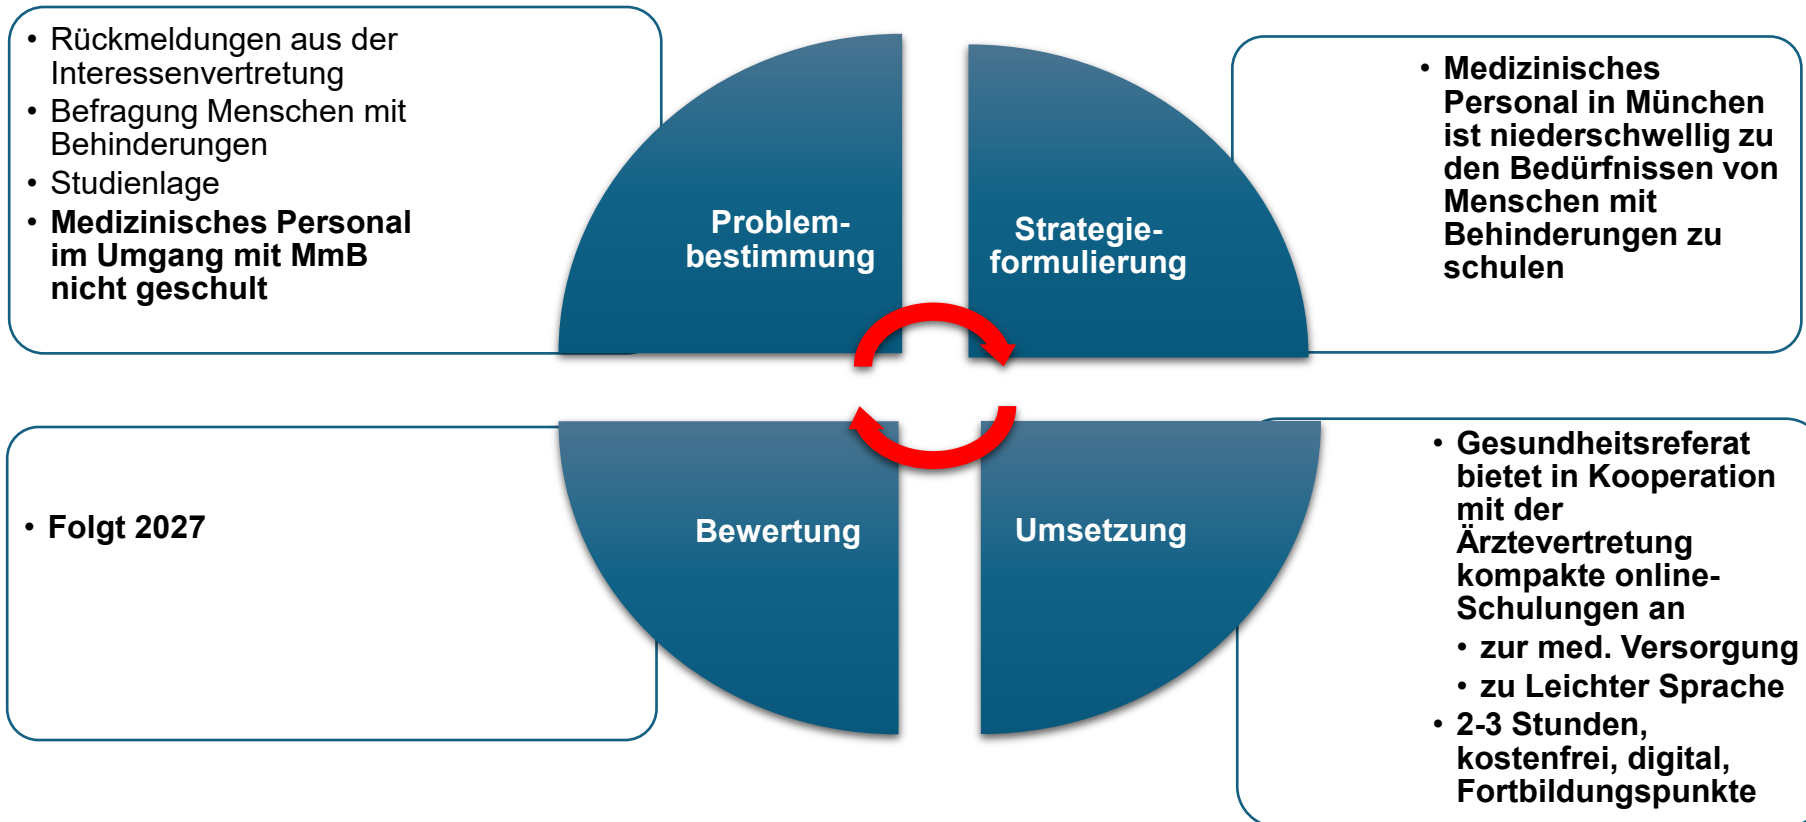 • Rückmeldungen aus der
Interessenvertretung
• Befragung Menschen mit
Behinderungen
• Studienlage
• Medizinisches Personal
im Umgang mit MmB
nicht geschult
Problem-
bestimmung
Strategie-
formulierung
• Medizinisches
Personal in München
ist niederschwellig zu
den Bedürfnissen von
Menschen mit
Behinderungen zu
schulen
• Folgt 2027
Bewertung
Umsetzung
• Gesundheitsreferat
bietet in Kooperation
mit der
Ärztevertretung
kompakte online-
Schulungen an
• zur med. Versorgung
• zu Leichter Sprache
• 2-3 Stunden,
kostenfrei, digital,
Fortbildungspunkte